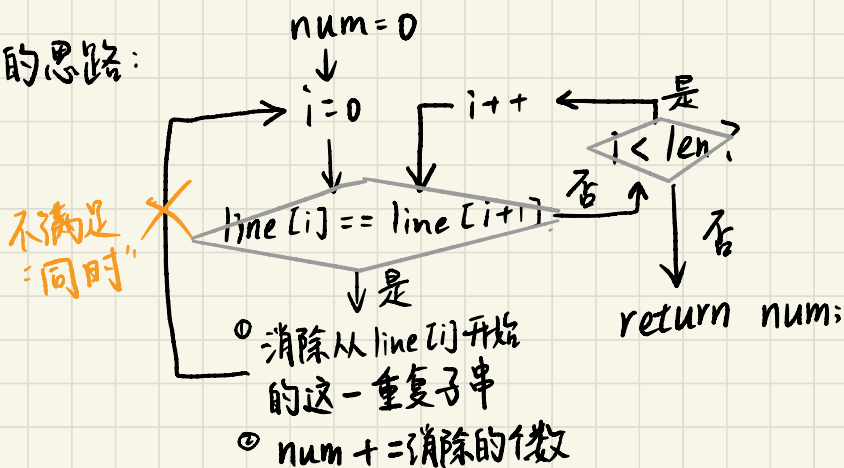 的思路:
num=0
i=0
i++
是
i < len?
line[i] == line[i+1]
否
否
return num;
不满足
"同时"
是
① 消除从line[i]开始
的这一重复子串
② num+=消除的个数